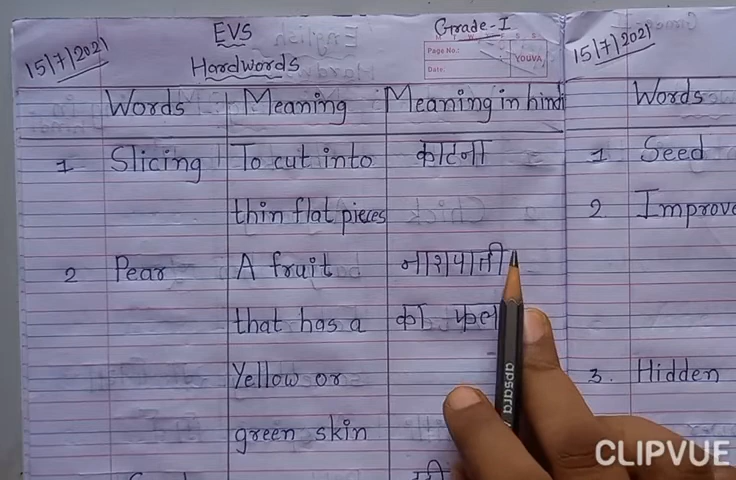 15/7/2021
EVS
Grade-I
Hardwords
Page No.:
Date:
YOUVA
Words Meaning Meaning in hindi
1 Slicing To cut into काटना
thin flat pieces
2 Pear A fruit नाशपाती
that has a का फल
Yellow or
green skin
15/7/2021
Words
1 Seed
2 Improve
3. Hidden
apsara
CLIPVUE